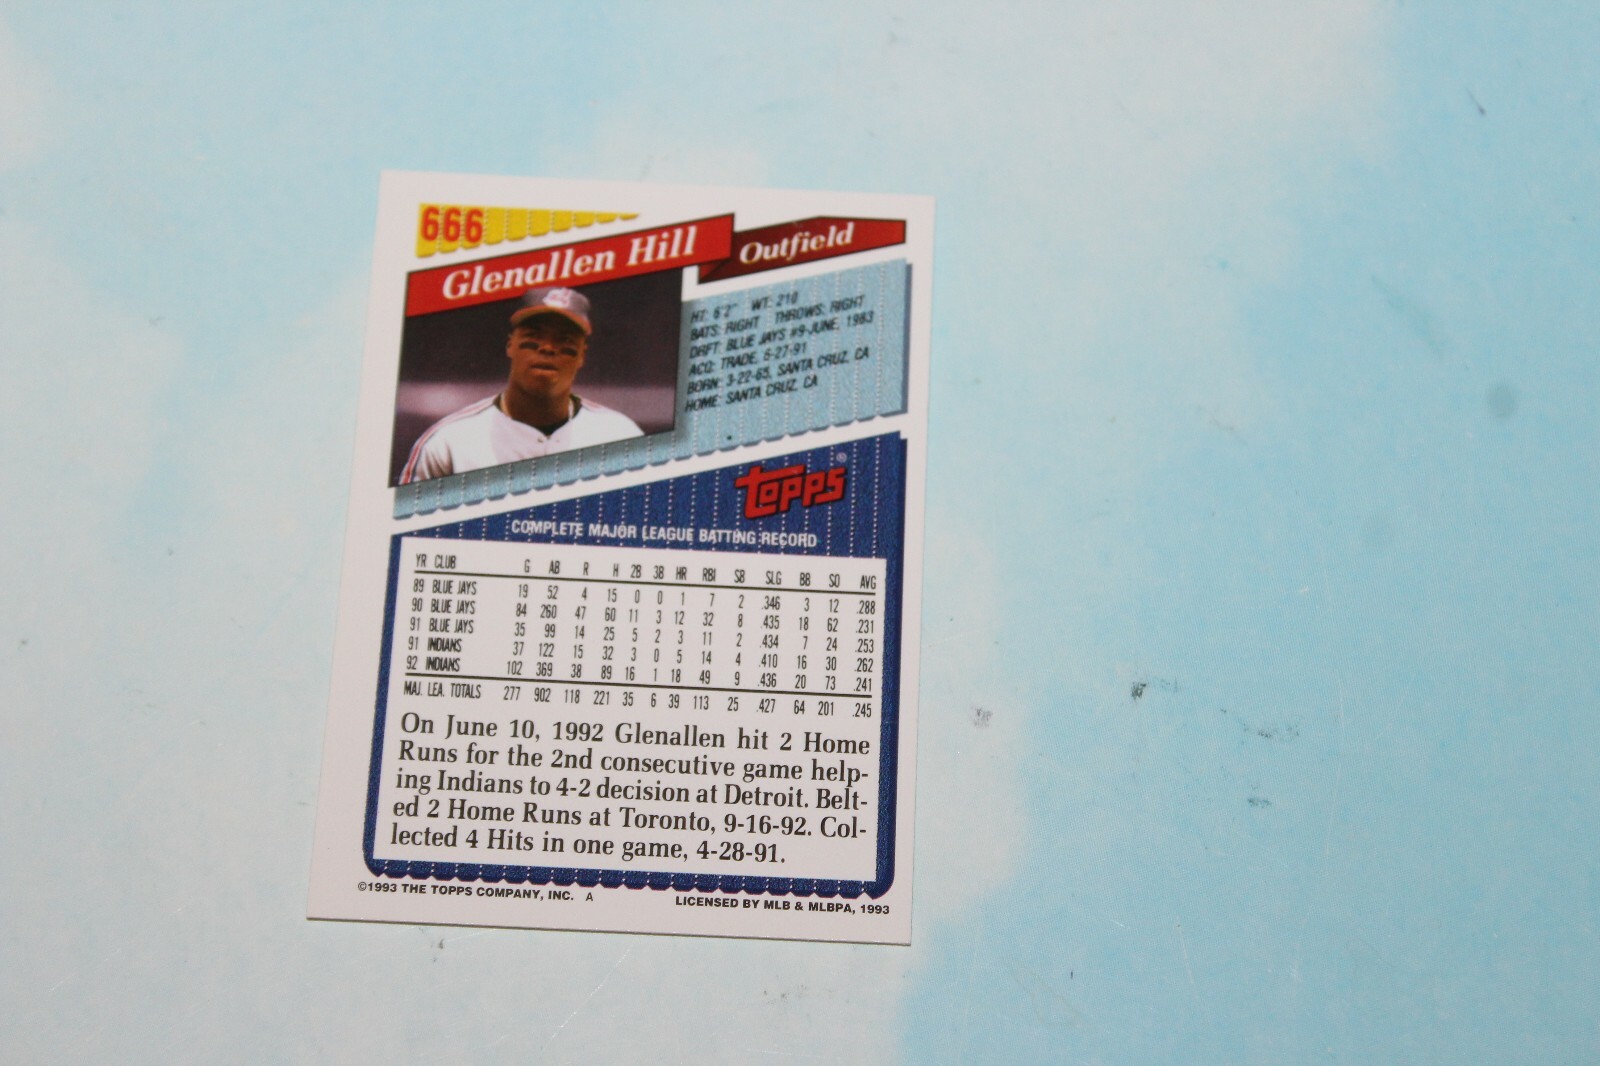 666
Glenallen Hill
Outfield
HT: 6'2" WT: 210
BATS: RIGHT THROWS: RIGHT
DRFT: BLUE JAYS #9-JUNE, 1983
ACQ: TRADE, 6-27-91
BORN: 3-22-65, SANTA CRUZ, CA
HOME: SANTA CRUZ, CA
TOPPS®
COMPLETE MAJOR LEAGUE BATTING RECORD
YR CLUB G AB R H 2B 3B HR RBI SB SLG BB SO AVG
89 BLUE JAYS 19 52 4 15 0 0 1 7 2 .346 3 12 .288
90 BLUE JAYS 84 260 47 60 11 3 12 32 8 .435 18 62 .231
91 BLUE JAYS 35 99 14 25 5 2 3 11 2 .434 7 24 .253
91 INDIANS 37 122 15 32 3 0 5 14 4 .410 16 30 .262
92 INDIANS 102 369 38 89 16 1 18 49 9 .436 20 73 .241
MAJ. LEA. TOTALS 277 902 118 221 35 6 39 113 25 .427 64 201 .245
On June 10, 1992 Glenallen hit 2 Home
Runs for the 2nd consecutive game help-
ing Indians to 4-2 decision at Detroit. Belt-
ed 2 Home Runs at Toronto, 9-16-92. Col-
lected 4 Hits in one game, 4-28-91.
©1993 THE TOPPS COMPANY, INC. A
LICENSED BY MLB & MLBPA, 1993